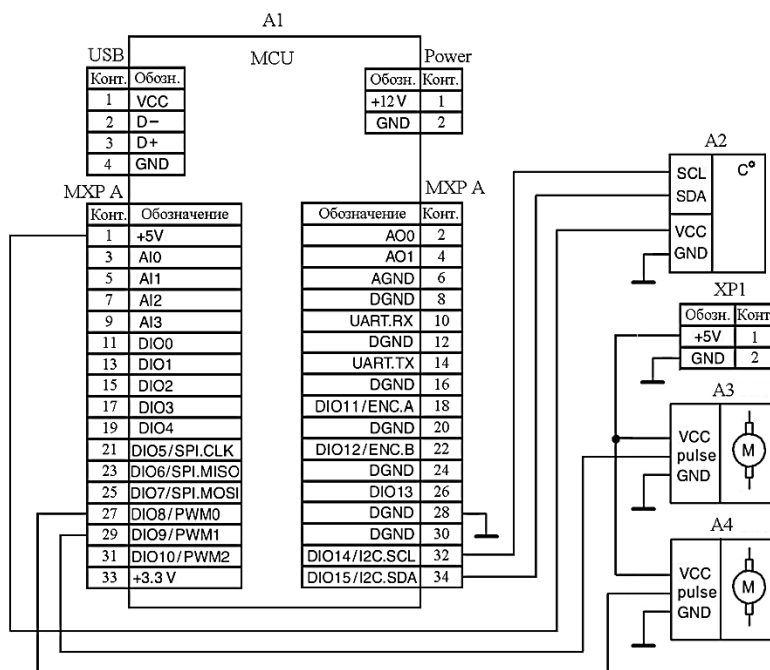 A1
MCU
USB
Конт. Обозн.
1 VCC
2 D−
3 D+
4 GND
Power
Обозн. Конт.
+12 V 1
GND 2
MXP A
Конт. Обозначение
1 +5V
3 AI0
5 AI1
7 AI2
9 AI3
11 DIO0
13 DIO1
15 DIO2
17 DIO3
19 DIO4
21 DIO5/SPI.CLK
23 DIO6/SPI.MISO
25 DIO7/SPI.MOSI
27 DIO8/PWM0
29 DIO9/PWM1
31 DIO10/PWM2
33 +3.3 V
MXP A
Обозначение Конт.
AO0 2
AO1 4
AGND 6
DGND 8
UART.RX 10
DGND 12
UART.TX 14
DGND 16
DIO11/ENC.A 18
DGND 20
DIO12/ENC.B 22
DGND 24
DIO13 26
DGND 28
DGND 30
DIO14/I2C.SCL 32
DIO15/I2C.SDA 34
A2
SCL C°
SDA
VCC
GND
XP1
Обозн. Конт
+5V 1
GND 2
A3
VCC
pulse M
GND
A4
VCC
pulse M
GND